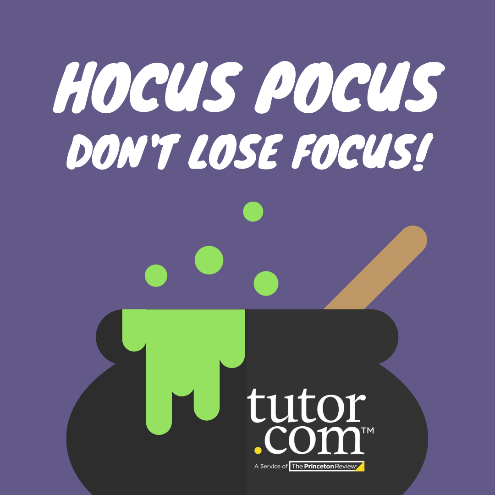 HOCUS POCUS
DON'T LOSE FOCUS!
tutor
.com™
A Service of The Princeton Review